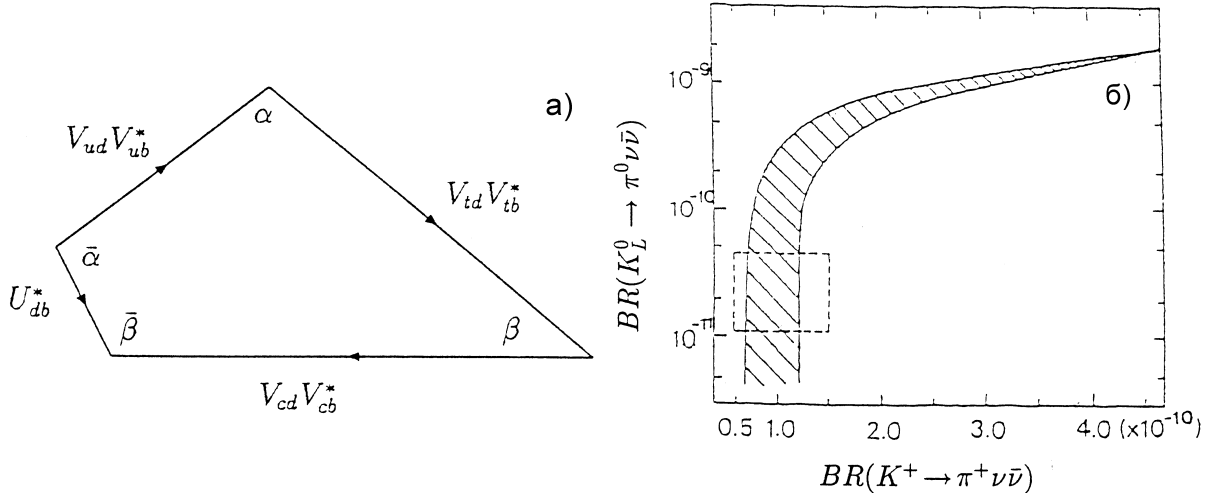 а)
α
V_{ud}V_{ub}^*
V_{td}V_{tb}^*
ᾱ
U_{db}^*
β̄
β
V_{cd}V_{cb}^*
б)
BR(K_L^0 → π^0νν̄)
10^{-9}
10^{-10}
10^{-11}
0.5 1.0 2.0 3.0 4.0 (×10^{-10})
BR(K^+ → π^+νν̄)